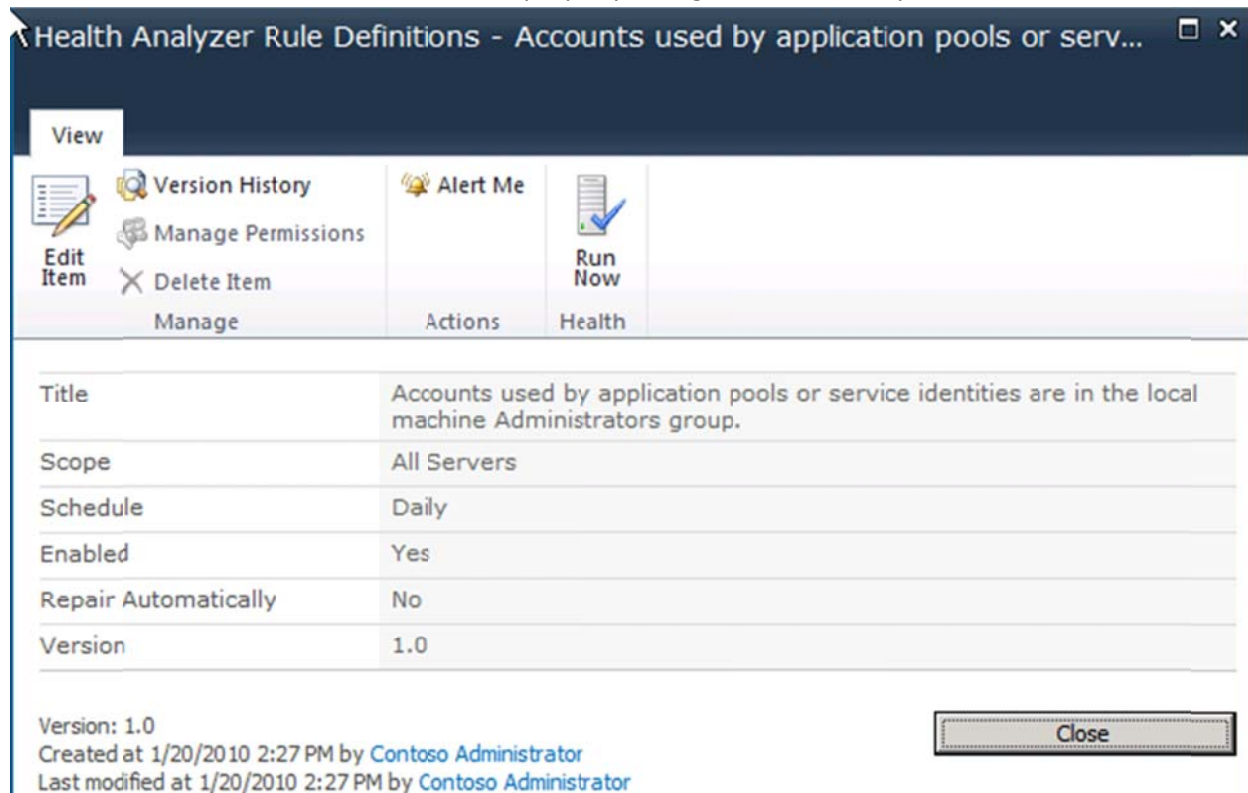 Health Analyzer Rule Definitions - Accounts used by application pools or serv...
View
Edit Item
Version History
Manage Permissions
Delete Item
Manage
Alert Me
Actions
Run Now
Health
Title
Accounts used by application pools or service identities are in the local
machine Administrators group.
Scope
All Servers
Schedule
Daily
Enabled
Yes
Repair Automatically
No
Version
1.0
Version: 1.0
Created at 1/20/2010 2:27 PM by Contoso Administrator
Last modified at 1/20/2010 2:27 PM by Contoso Administrator
Close